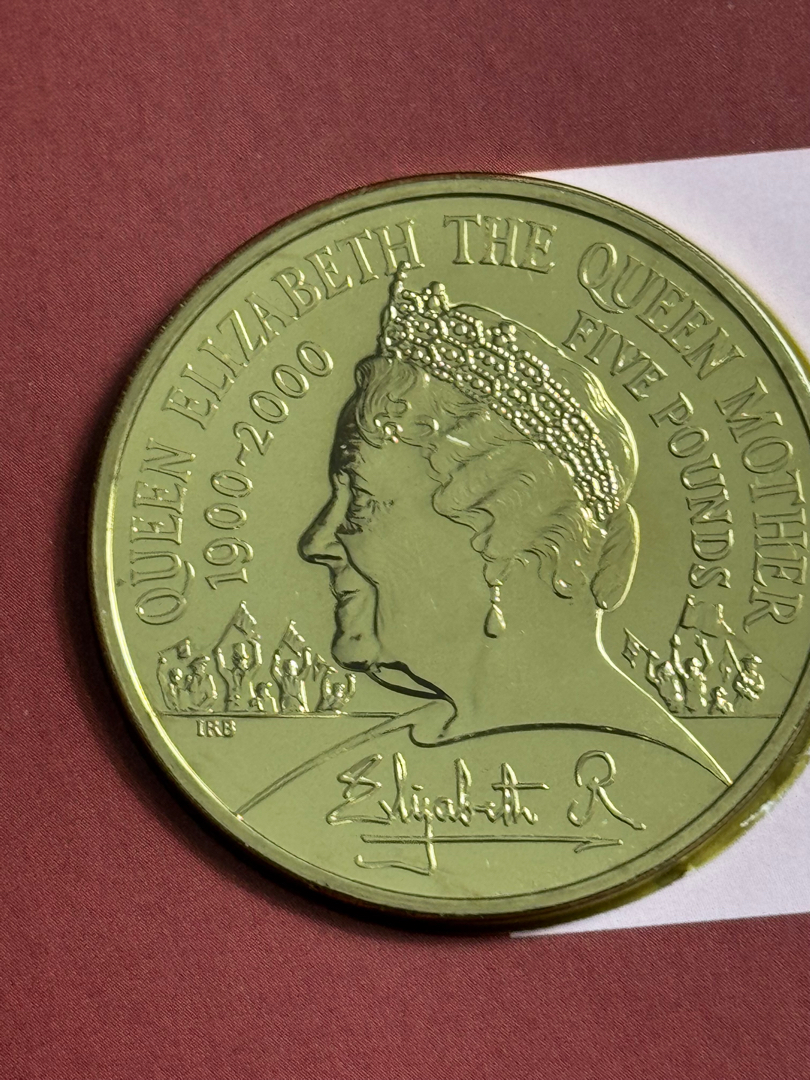 QUEEN ELIZABETH THE QUEEN MOTHER
1900-2000
FIVE POUNDS
IRB
Elizabeth R